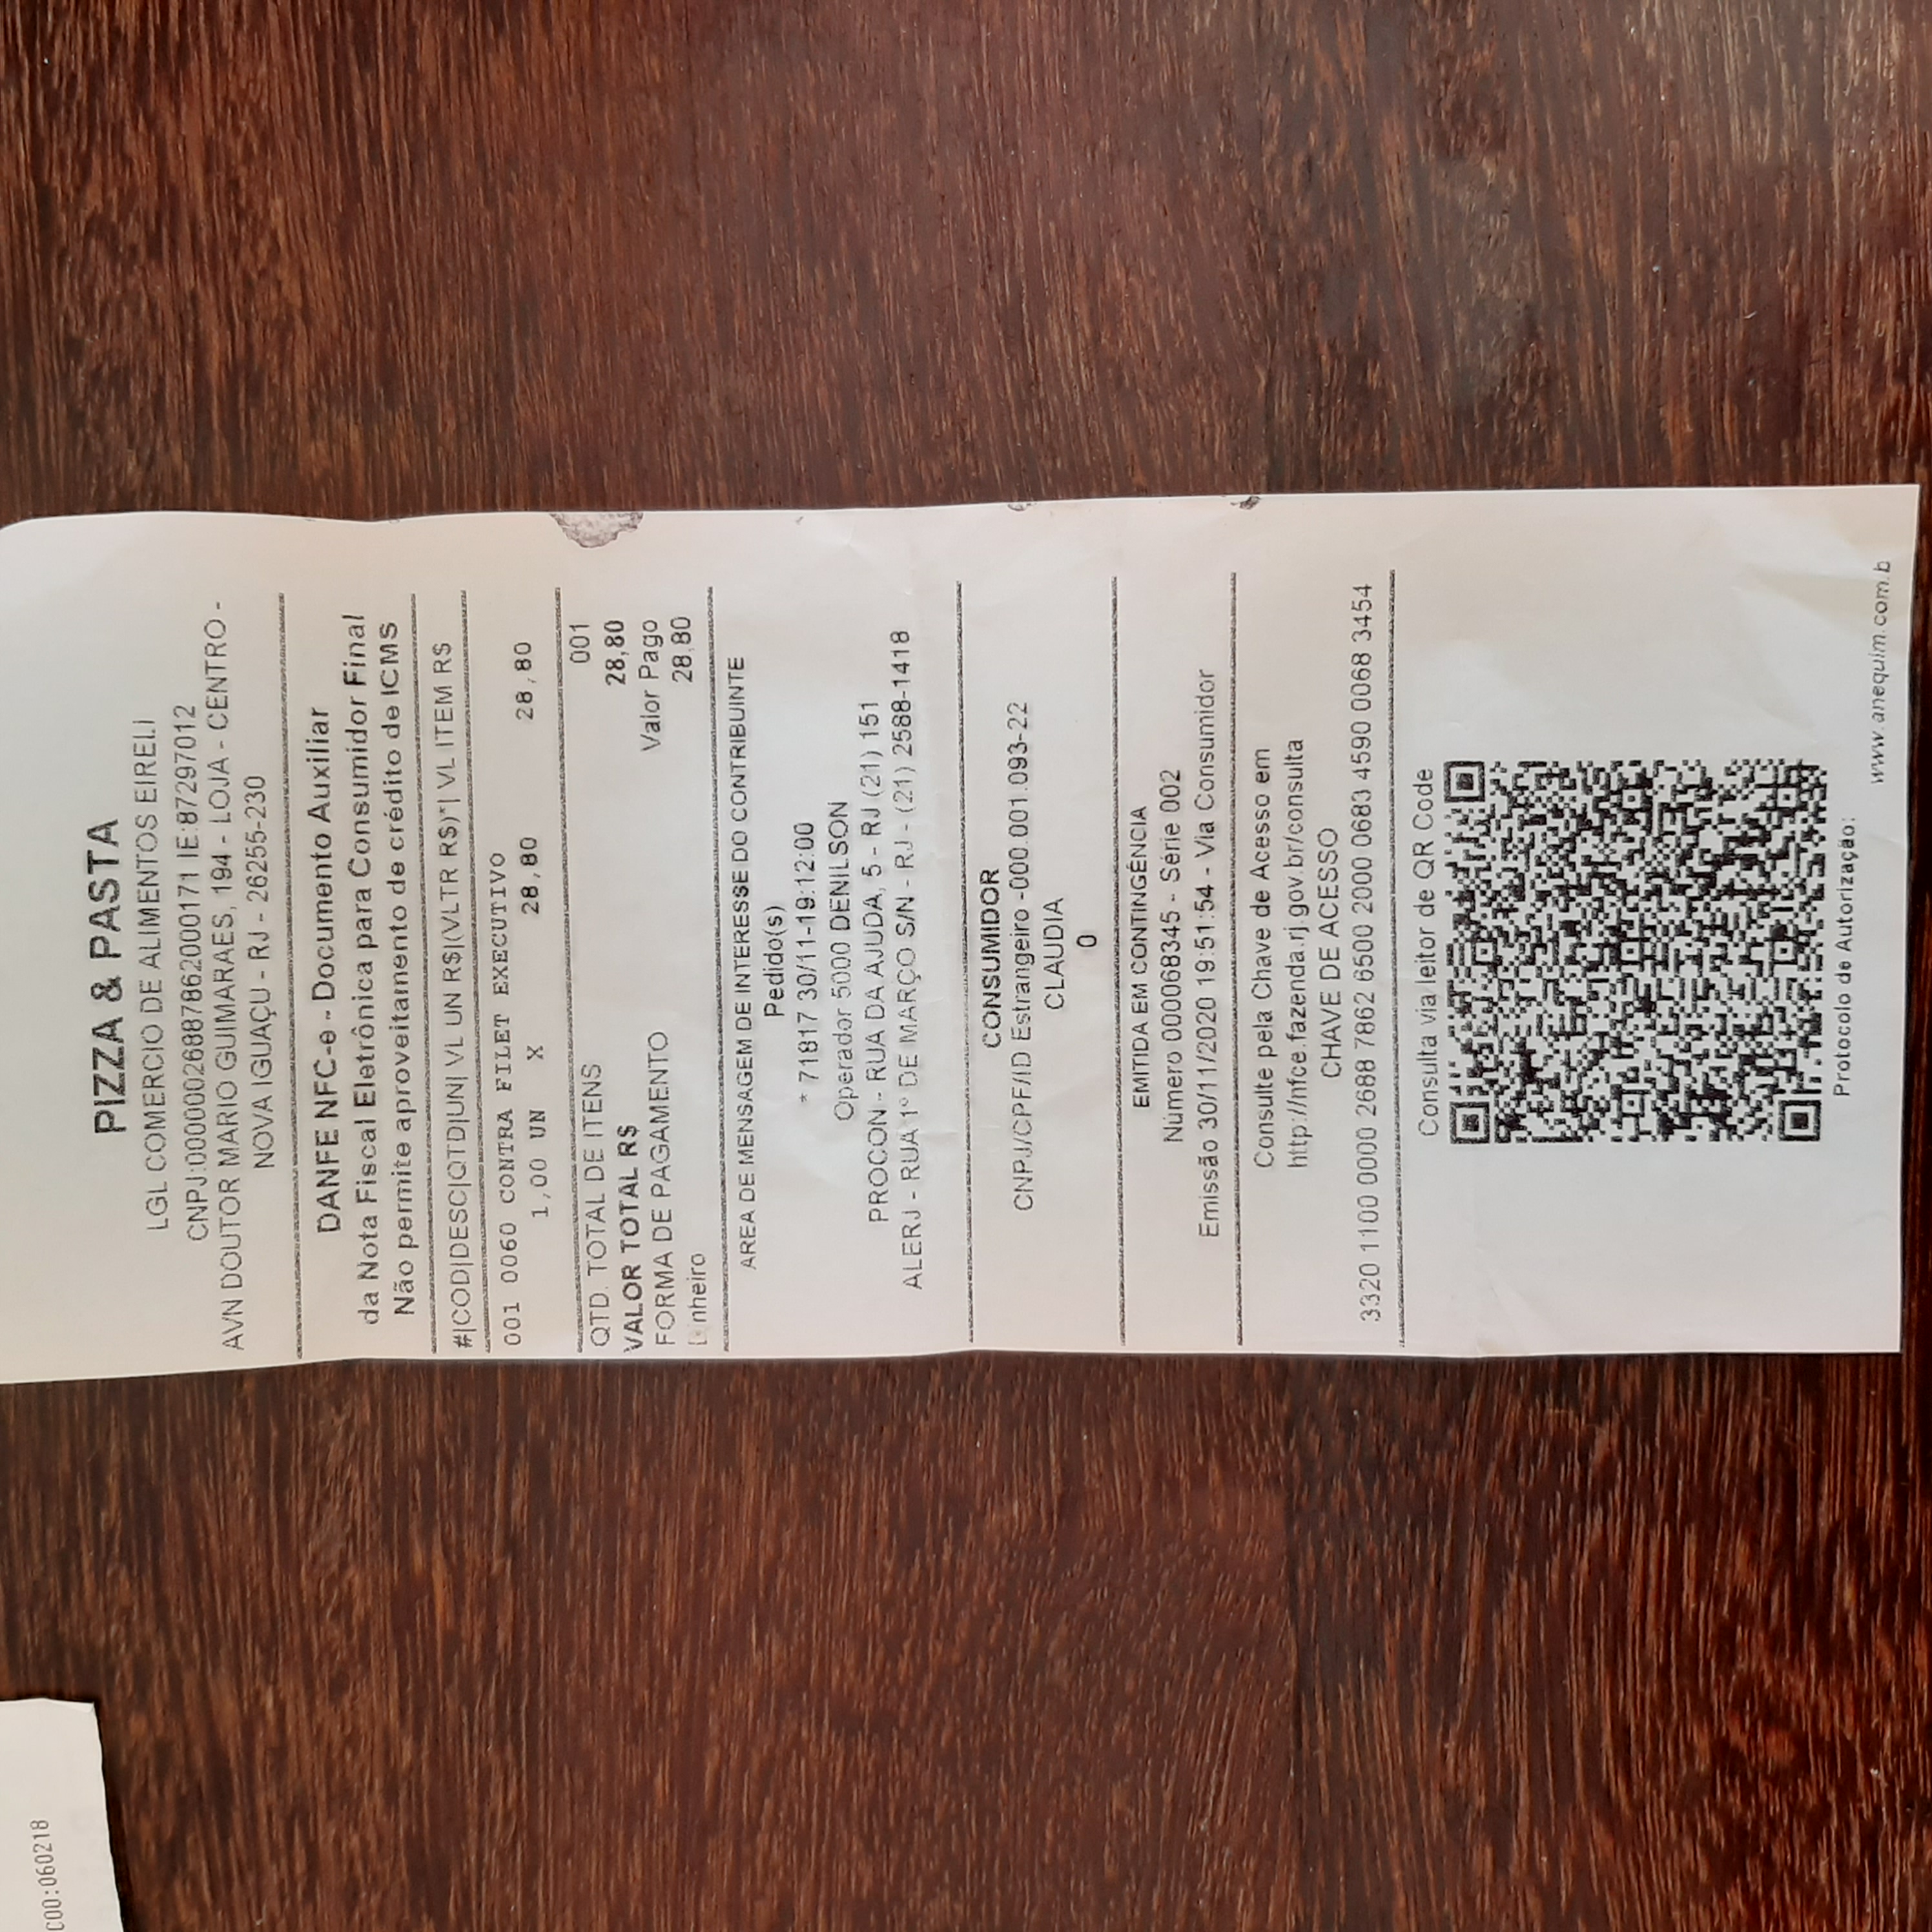 COO:060218
PIZZA & PASTA
LGL COMERCIO DE ALIMENTOS EIRELI
CNPJ:00000026887862000171 IE:87297012
AVN DOUTOR MARIO GUIMARAES, 194 - LOJA - CENTRO -
NOVA IGUAÇU - RJ - 26255-230
DANFE NFC-e - Documento Auxiliar
da Nota Fiscal Eletrônica para Consumidor Final
Não permite aproveitamento de crédito de ICMS
#|COD|DESC|QTD|UN| VL UN R$|(VLTR R$)*| VL ITEM R$
001 0060 CONTRA FILET EXECUTIVO
1,00 UN X 28,80 28,80
QTD. TOTAL DE ITENS 001
VALOR TOTAL R$ 28,80
FORMA DE PAGAMENTO Valor Pago
Dinheiro 28,80
AREA DE MENSAGEM DE INTERESSE DO CONTRIBUINTE
Pedido(s)
* 71817 30/11-19:12:00
Operador 5000 DENILSON
PROCON - RUA DA AJUDA, 5 - RJ (21) 151
ALERJ - RUA 1º DE MARÇO S/N - RJ - (21) 2588-1418
CONSUMIDOR
CNPJ/CPF/ID Estrangeiro -000.001.093-22
CLAUDIA
0
EMITIDA EM CONTINGÊNCIA
Número 000068345 - Série 002
Emissão 30/11/2020 19:51:54 - Via Consumidor
Consulte pela Chave de Acesso em
http://nfce.fazenda.rj.gov.br/consulta
CHAVE DE ACESSO
3320 1100 0000 2688 7862 6500 2000 0683 4590 0068 3454
Consulta via leitor de QR Code
Protocolo de Autorização:
www.anequim.com.b